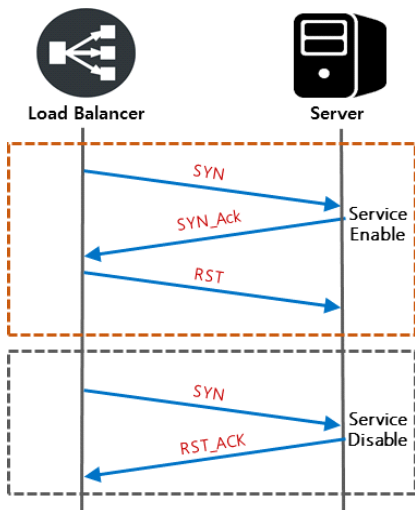 Load Balancer
Server
SYN
SYN_Ack
Service
Enable
RST
SYN
Service
Disable
RST_ACK